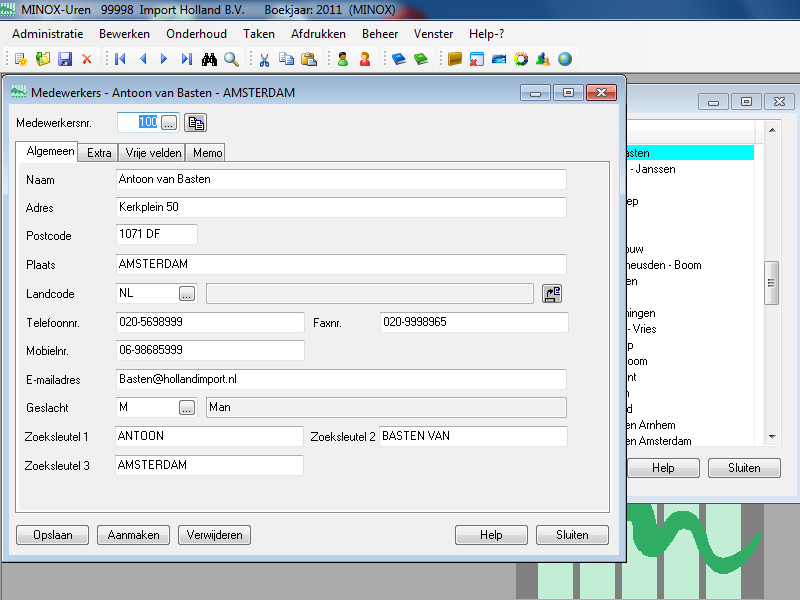 MINOX-Uren 99998 Import Holland B.V. Boekjaar: 2011 (MINOX)
Administratie Bewerken Onderhoud Taken Afdrukken Beheer Venster Help-?
Medewerkers - Antoon van Basten - AMSTERDAM
Medewerkersnr. 100 ...
Algemeen Extra Vrije velden Memo
Naam Antoon van Basten
Adres Kerkplein 50
Postcode 1071 DF
Plaats AMSTERDAM
Landcode NL ...
Telefoonnr. 020-5698999 Faxnr. 020-9998965
Mobielnr. 06-98685999
E-mailadres Basten@hollandimport.nl
Geslacht M ... Man
Zoeksleutel 1 ANTOON Zoeksleutel 2 BASTEN VAN
Zoeksleutel 3 AMSTERDAM
Opslaan Aanmaken Verwijderen Help Sluiten
asten
- Janssen
ep
ouw
neusden - Boom
en
ningen
- Vries
p
oom
nt
n
d
en Arnhem
en Amsterdam
Help Sluiten